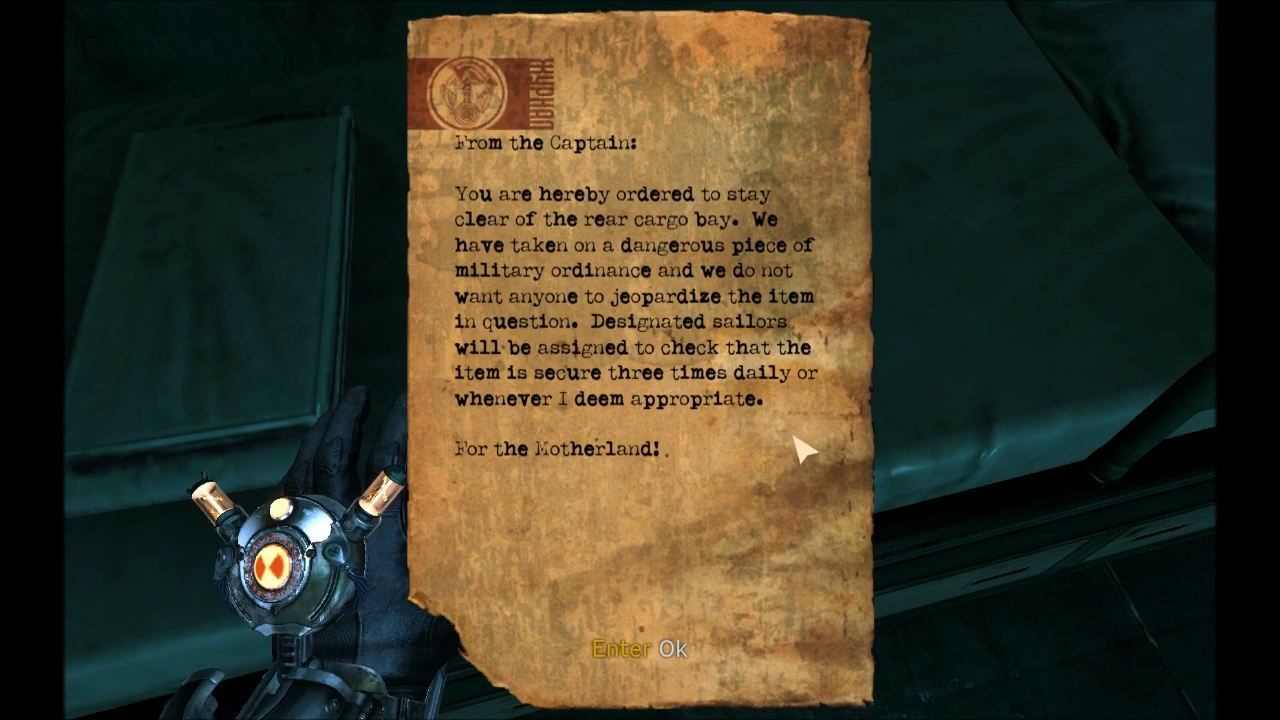 From the Captain:
You are hereby ordered to stay
clear of the rear cargo bay. We
have taken on a dangerous piece of
military ordinance and we do not
want anyone to jeopardize the item
in question. Designated sailors
will be assigned to check that the
item is secure three times daily or
whenever I deem appropriate.
For the Motherland!
Enter Ok